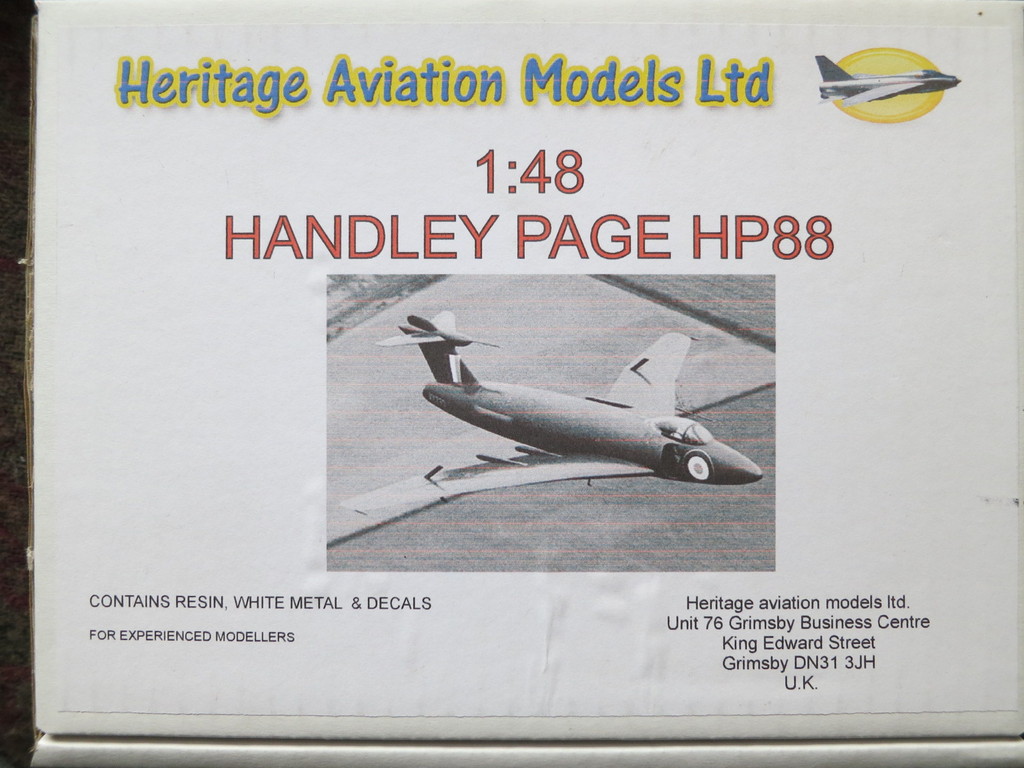 Heritage Aviation Models Ltd
1:48
HANDLEY PAGE HP88
CONTAINS RESIN, WHITE METAL & DECALS
FOR EXPERIENCED MODELLERS
Heritage aviation models ltd.
Unit 76 Grimsby Business Centre
King Edward Street
Grimsby DN31 3JH
U.K.